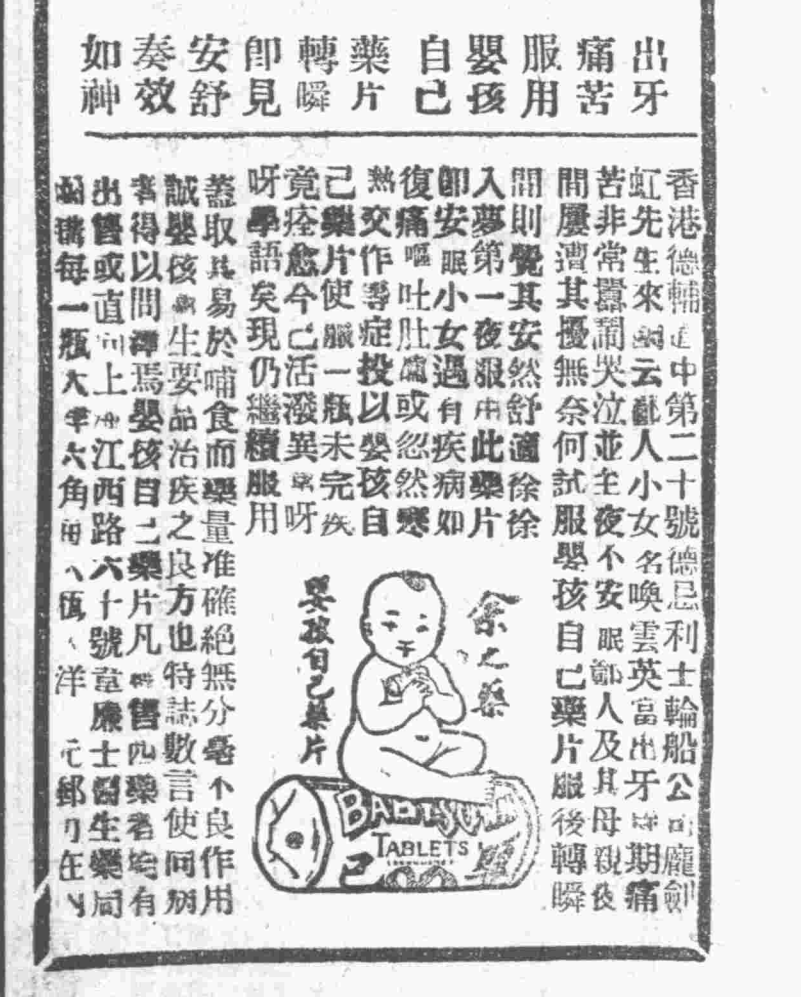 出牙
痛苦
服用
嬰孩
自己
藥片
轉瞬
即見
安舒
奏效
如神
香港德輔道中第二十號德忌利士輪船公司龐劍
虹先生來函云鄙人小女名喚雲英當出牙時期痛
苦非常囂鬧哭泣並主夜不安眠鄙人及其母親夜
間屢遭其擾無奈何試服嬰孩自己藥片服後轉瞬
間則覺其安然舒適徐徐
入夢第一夜服用此藥片
即安眠小女遇有疾病如
復痛嘔吐肚瀉或忽然寒
熱交作等症投以嬰孩自
己藥片使服一瓶未完疾
竟痊愈今已活潑異常呀
呀學語矣現仍繼續服用
余之藥
嬰孩自己藥片
BABY'S OWN
TABLETS
己
蓋取其易於哺食而藥量准確絕無分毫不良作用
誠嬰孩衛生要品治疾之良方也特誌數言使同病
者得以問津焉嬰孩自己藥片凡經售西藥者均有
出售或直向上海江西路六十號韋廉士醫生藥局
購每一瓶大洋六角每瓶大洋元郵力在內